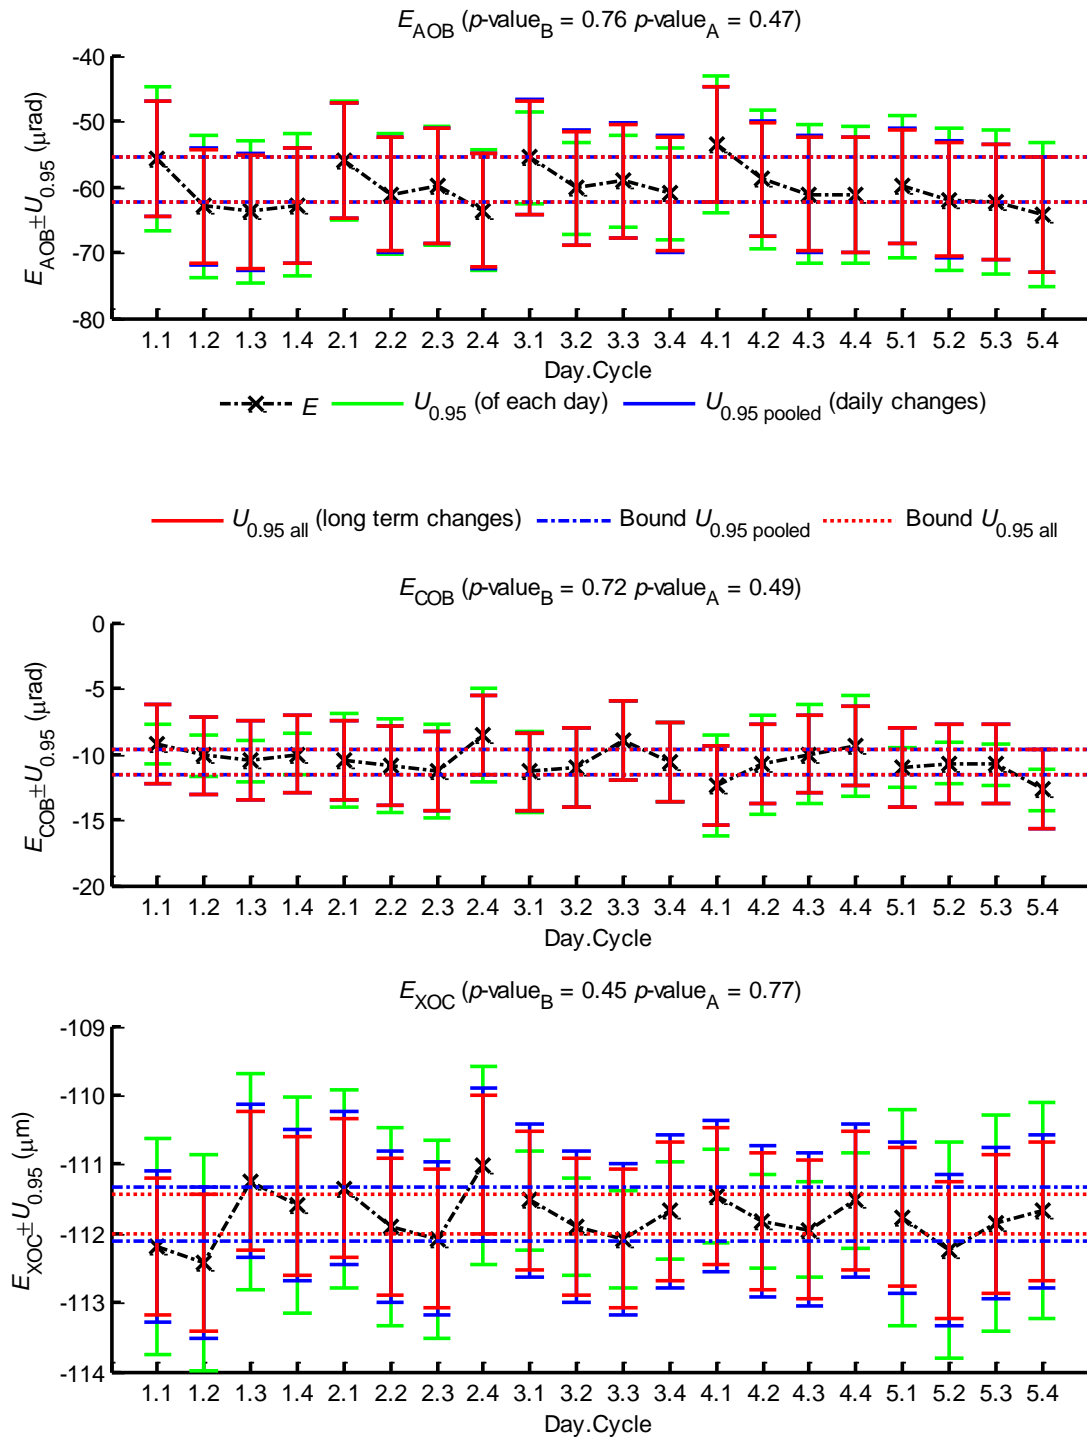 E_AOB (p-value_B = 0.76 p-value_A = 0.47)
E_AOB±U_0.95 (μrad)
-40
-50
-60
-70
-80
1.1 1.2 1.3 1.4 2.1 2.2 2.3 2.4 3.1 3.2 3.3 3.4 4.1 4.2 4.3 4.4 5.1 5.2 5.3 5.4
Day.Cycle
E U_0.95 (of each day) U_0.95 pooled (daily changes)
U_0.95 all (long term changes) Bound U_0.95 pooled Bound U_0.95 all
E_COB (p-value_B = 0.72 p-value_A = 0.49)
E_COB±U_0.95 (μrad)
0
-5
-10
-15
-20
1.1 1.2 1.3 1.4 2.1 2.2 2.3 2.4 3.1 3.2 3.3 3.4 4.1 4.2 4.3 4.4 5.1 5.2 5.3 5.4
Day.Cycle
E_XOC (p-value_B = 0.45 p-value_A = 0.77)
E_XOC±U_0.95 (μm)
-109
-110
-111
-112
-113
-114
1.1 1.2 1.3 1.4 2.1 2.2 2.3 2.4 3.1 3.2 3.3 3.4 4.1 4.2 4.3 4.4 5.1 5.2 5.3 5.4
Day.Cycle